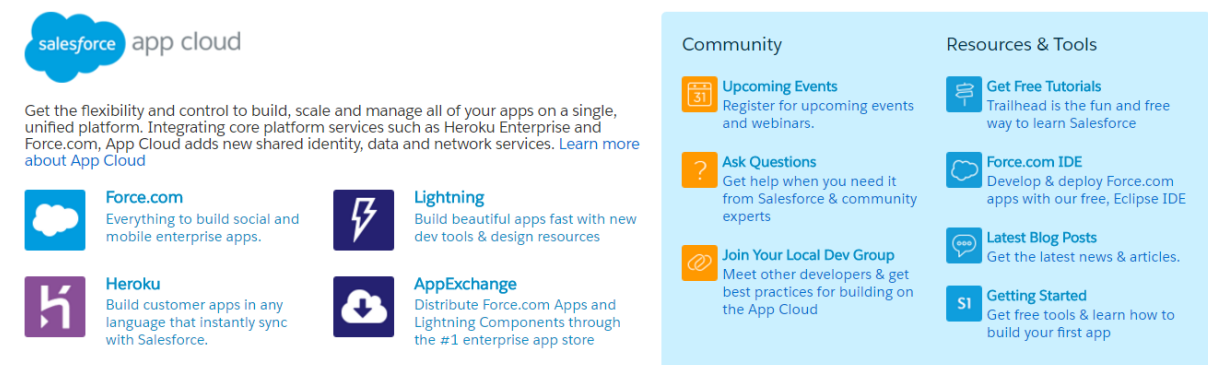 salesforce app cloud
Get the flexibility and control to build, scale and manage all of your apps on a single,
unified platform. Integrating core platform services such as Heroku Enterprise and
Force.com, App Cloud adds new shared identity, data and network services. Learn more
about App Cloud
Force.com
Everything to build social and
mobile enterprise apps.
Lightning
Build beautiful apps fast with new
dev tools & design resources
Heroku
Build customer apps in any
language that instantly sync
with Salesforce.
AppExchange
Distribute Force.com Apps and
Lightning Components through
the #1 enterprise app store
Community
31
Upcoming Events
Register for upcoming events
and webinars.
?
Ask Questions
Get help when you need it
from Salesforce & community
experts
Join Your Local Dev Group
Meet other developers & get
best practices for building on
the App Cloud
Resources & Tools
Get Free Tutorials
Trailhead is the fun and free
way to learn Salesforce
Force.com IDE
Develop & deploy Force.com
apps with our free, Eclipse IDE
Latest Blog Posts
Get the latest news & articles.
S1
Getting Started
Get free tools & learn how to
build your first app